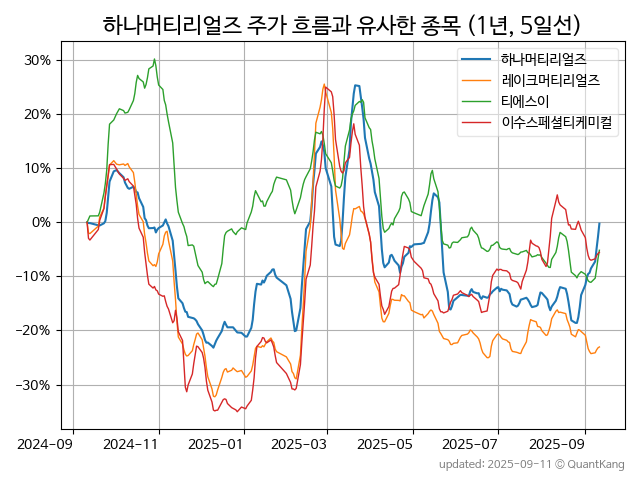 하나머티리얼즈 주가 흐름과 유사한 종목 (1년, 5일선)
하나머티리얼즈
레이크머티리얼즈
티에스이
이수스페셜티케미컬
30%
20%
10%
0%
−10%
−20%
−30%
2024-09
2024-11
2025-01
2025-03
2025-05
2025-07
2025-09
updated: 2025-09-11 © QuantKang